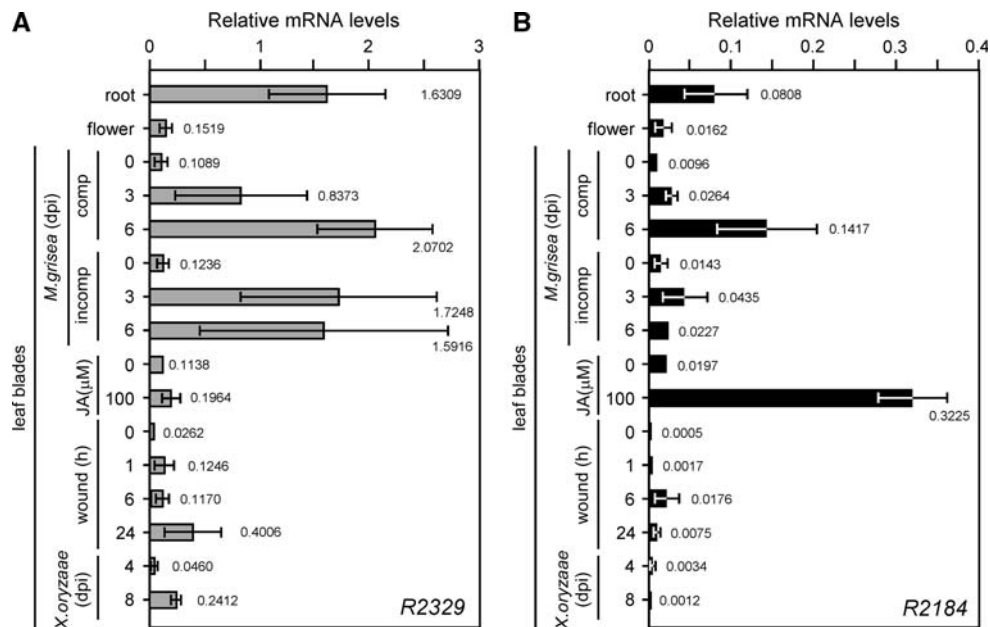 A
Relative mRNA levels
0 1 2 3
root 1.6309
flower 0.1519
leaf blades
M.grisea (dpi)
comp
0 0.1089
3 0.8373
6 2.0702
incomp
0 0.1236
3 1.7248
6 1.5916
JA(μM)
0 0.1138
100 0.1964
wound (h)
0 0.0262
1 0.1246
6 0.1170
24 0.4006
X.oryzaae (dpi)
4 0.0460
8 0.2412
R2329
B
Relative mRNA levels
0 0.1 0.2 0.3 0.4
root 0.0808
flower 0.0162
leaf blades
M.grisea (dpi)
comp
0 0.0096
3 0.0264
6 0.1417
incomp
0 0.0143
3 0.0435
6 0.0227
JA(μM)
0 0.0197
100 0.3225
wound (h)
0 0.0005
1 0.0017
6 0.0176
24 0.0075
X.oryzaae (dpi)
4 0.0034
8 0.0012
R2184